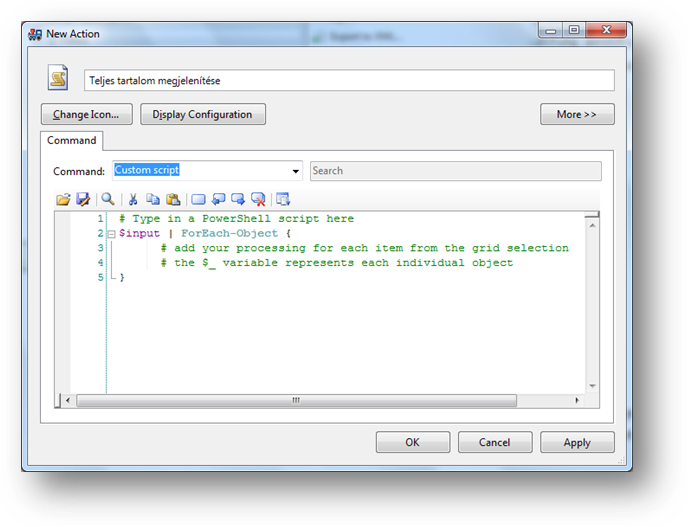 New Action
Teljes tartalom megjelenítése
Change Icon...
Display Configuration
More >>
Command
Command:
Custom script
Search
1 # Type in a PowerShell script here
2 $input | ForEach-Object {
3 # add your processing for each item from the grid selection
4 # the $_ variable represents each individual object
5 }
OK
Cancel
Apply